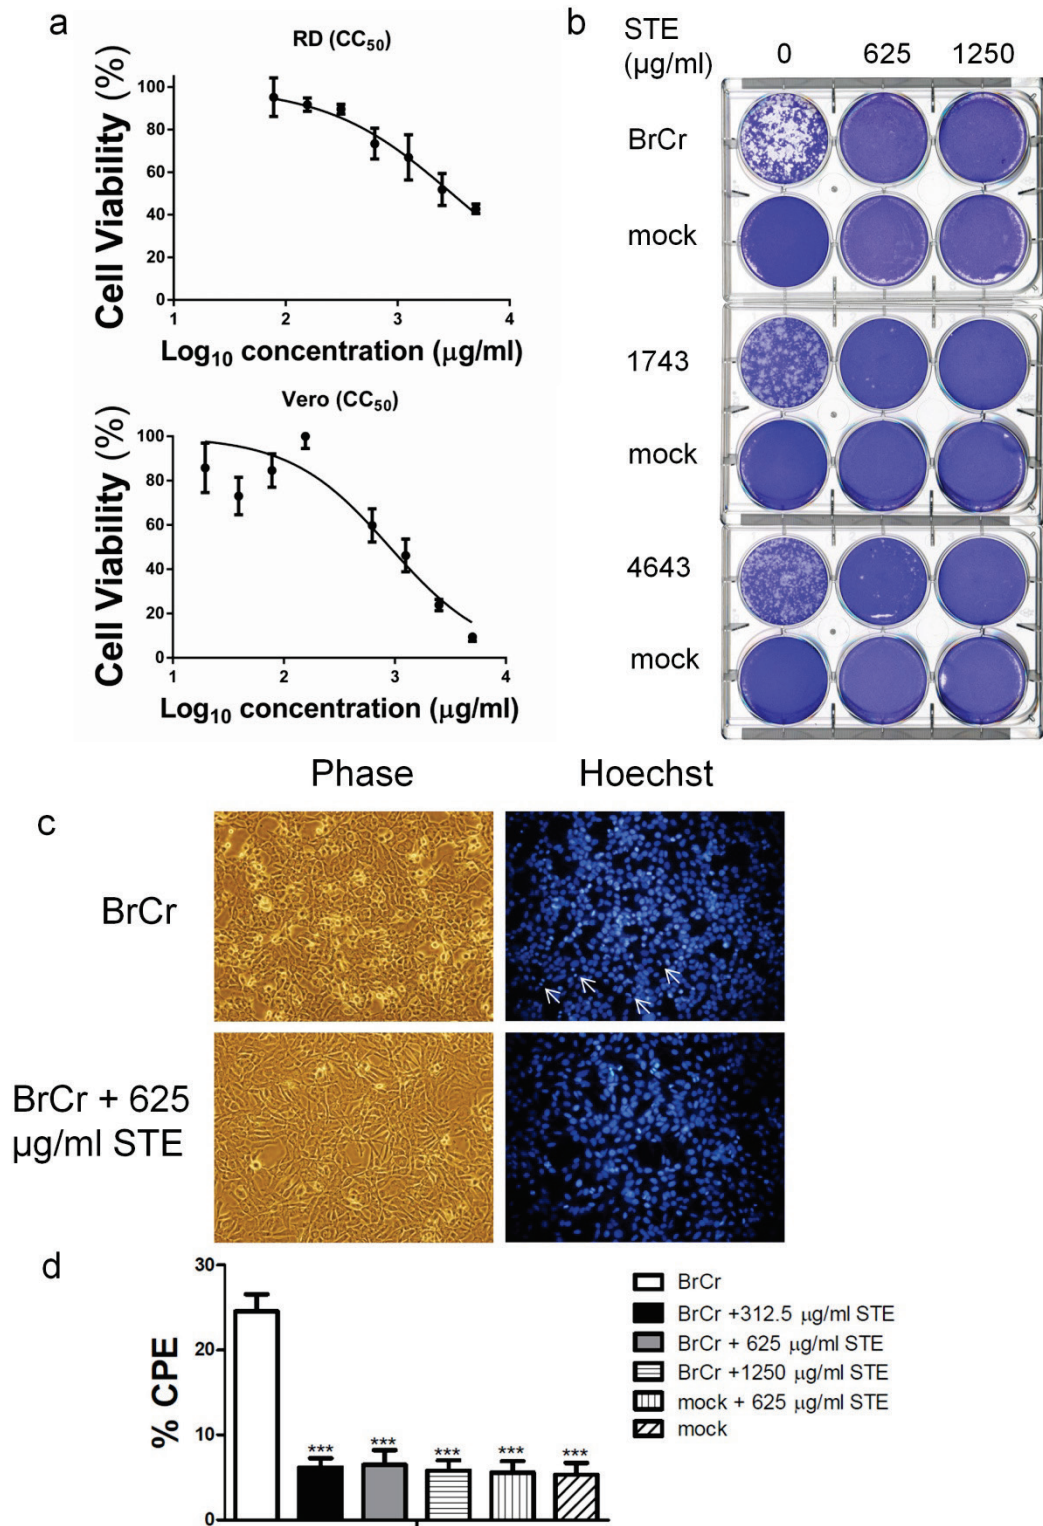 a
RD (CC50)
Cell Viability (%)
100
80
60
40
20
0
1 2 3 4
Log10 concentration (μg/ml)
Vero (CC50)
Cell Viability (%)
100
80
60
40
20
0
1 2 3 4
Log10 concentration (μg/ml)
b
STE
(μg/ml) 0 625 1250
BrCr
mock
1743
mock
4643
mock
c
Phase Hoechst
BrCr
BrCr + 625
μg/ml STE
d
% CPE
30
20
10
0
*** *** *** *** ***
BrCr
BrCr +312.5 μg/ml STE
BrCr + 625 μg/ml STE
BrCr +1250 μg/ml STE
mock + 625 μg/ml STE
mock